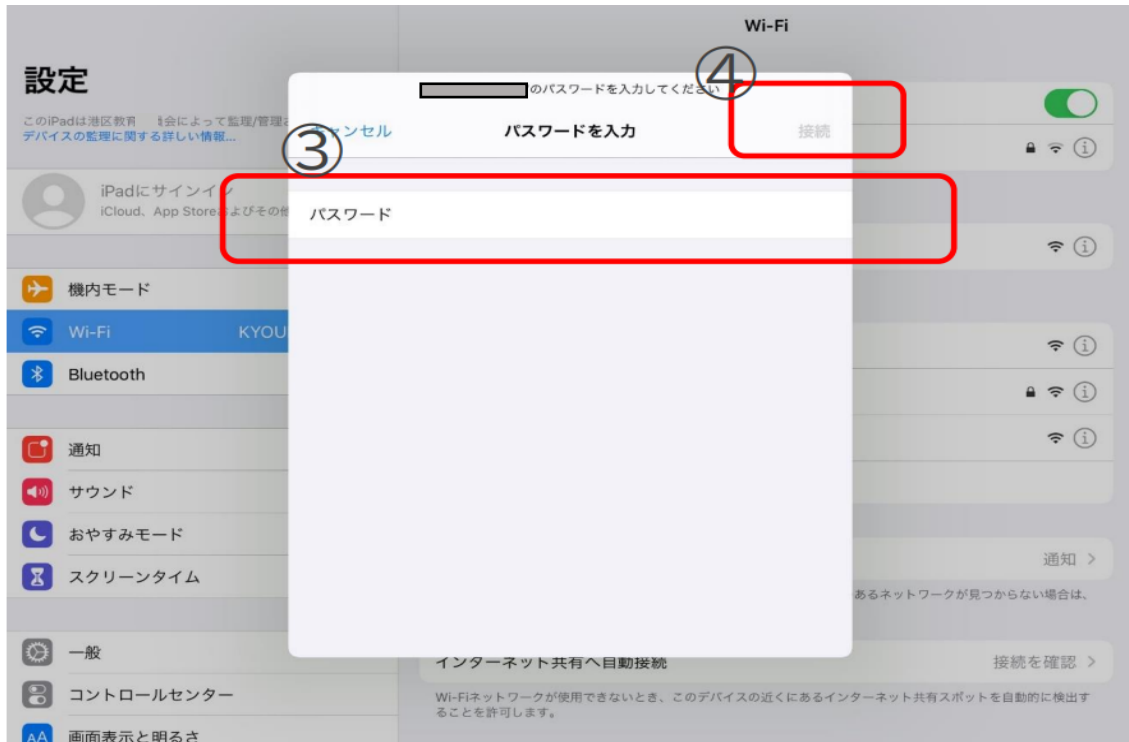 Wi-Fi
設定
このiPadは港区教育 会によって監理/管理
デバイスの監理に関する詳しい情報...
iPadにサインイン
iCloud、App Storeおよびその他
機内モード
Wi-Fi KYOU
Bluetooth
通知
サウンド
おやすみモード
スクリーンタイム
一般
コントロールセンター
AA 画面表示と明るさ
④
のパスワードを入力してください
キャンセル パスワードを入力 接続
③
パスワード
通知 >
あるネットワークが見つからない場合は、
インターネット共有へ自動接続 接続を確認 >
Wi-Fiネットワークが使用できないとき、このデバイスの近くにあるインターネット共有スポットを自動的に検出す
ることを許可します。